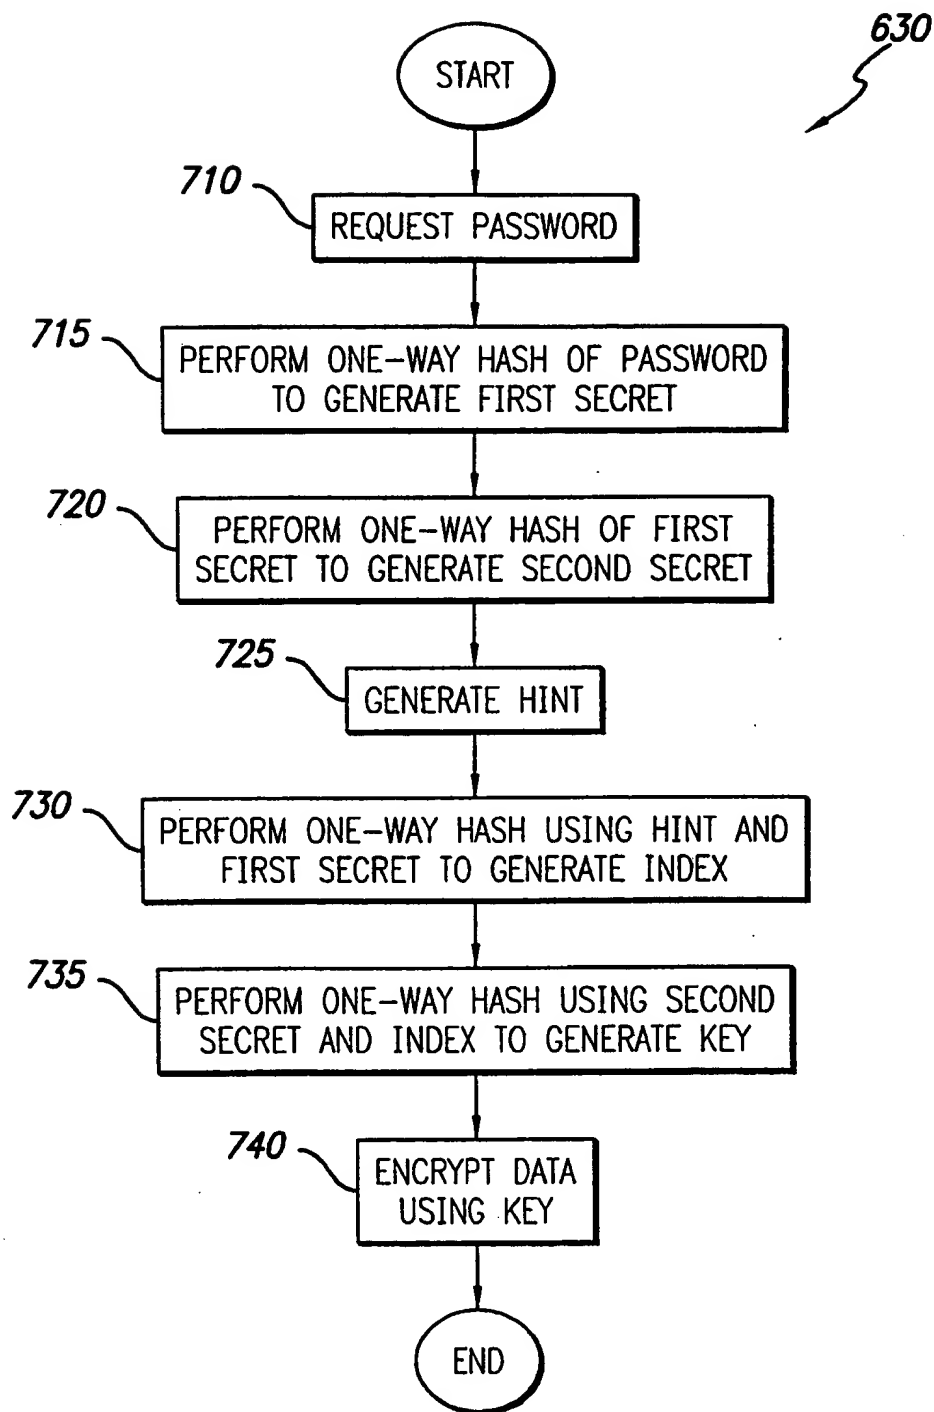 630
START
710
REQUEST PASSWORD
715
PERFORM ONE-WAY HASH OF PASSWORD
TO GENERATE FIRST SECRET
720
PERFORM ONE-WAY HASH OF FIRST
SECRET TO GENERATE SECOND SECRET
725
GENERATE HINT
730
PERFORM ONE-WAY HASH USING HINT AND
FIRST SECRET TO GENERATE INDEX
735
PERFORM ONE-WAY HASH USING SECOND
SECRET AND INDEX TO GENERATE KEY
740
ENCRYPT DATA
USING KEY
END